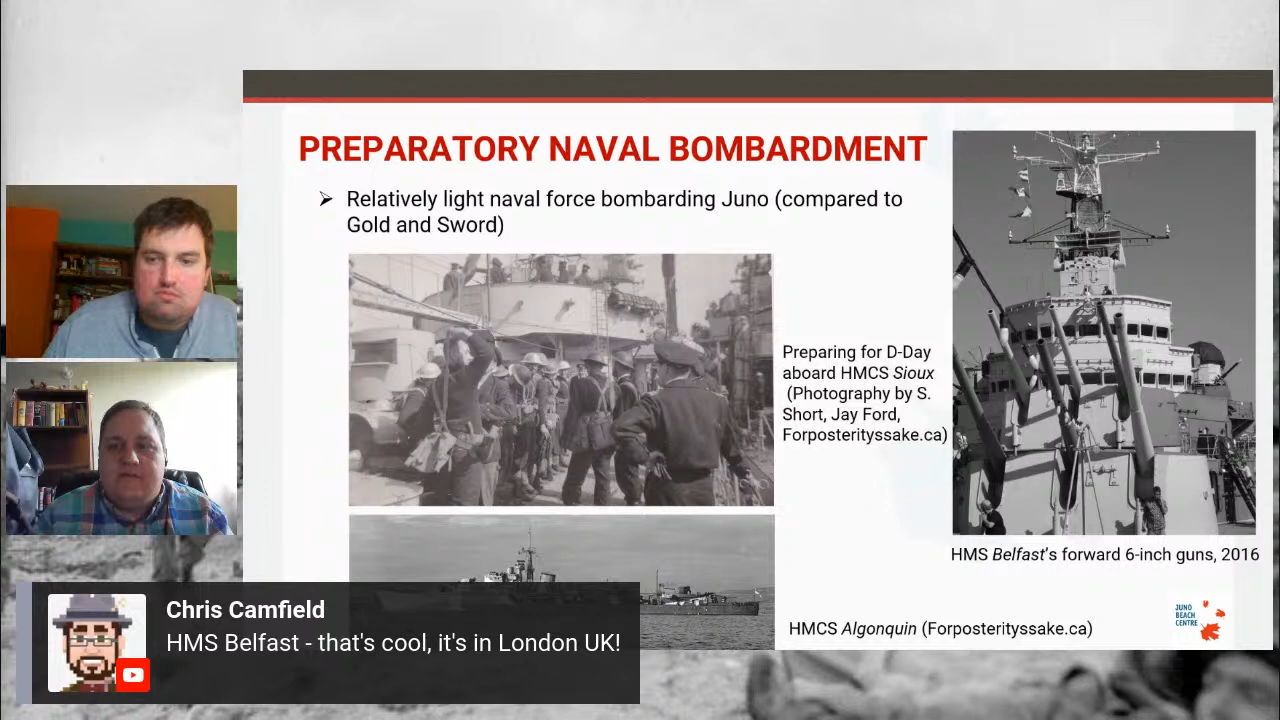 PREPARATORY NAVAL BOMBARDMENT
➢ Relatively light naval force bombarding Juno (compared to
Gold and Sword)
Preparing for D-Day
aboard HMCS Sioux
(Photography by S.
Short, Jay Ford,
Forposterityssake.ca)
HMS Belfast's forward 6-inch guns, 2016
HMCS Algonquin (Forposterityssake.ca)
JUNO
BEACH
CENTRE
Chris Camfield
HMS Belfast - that's cool, it's in London UK!